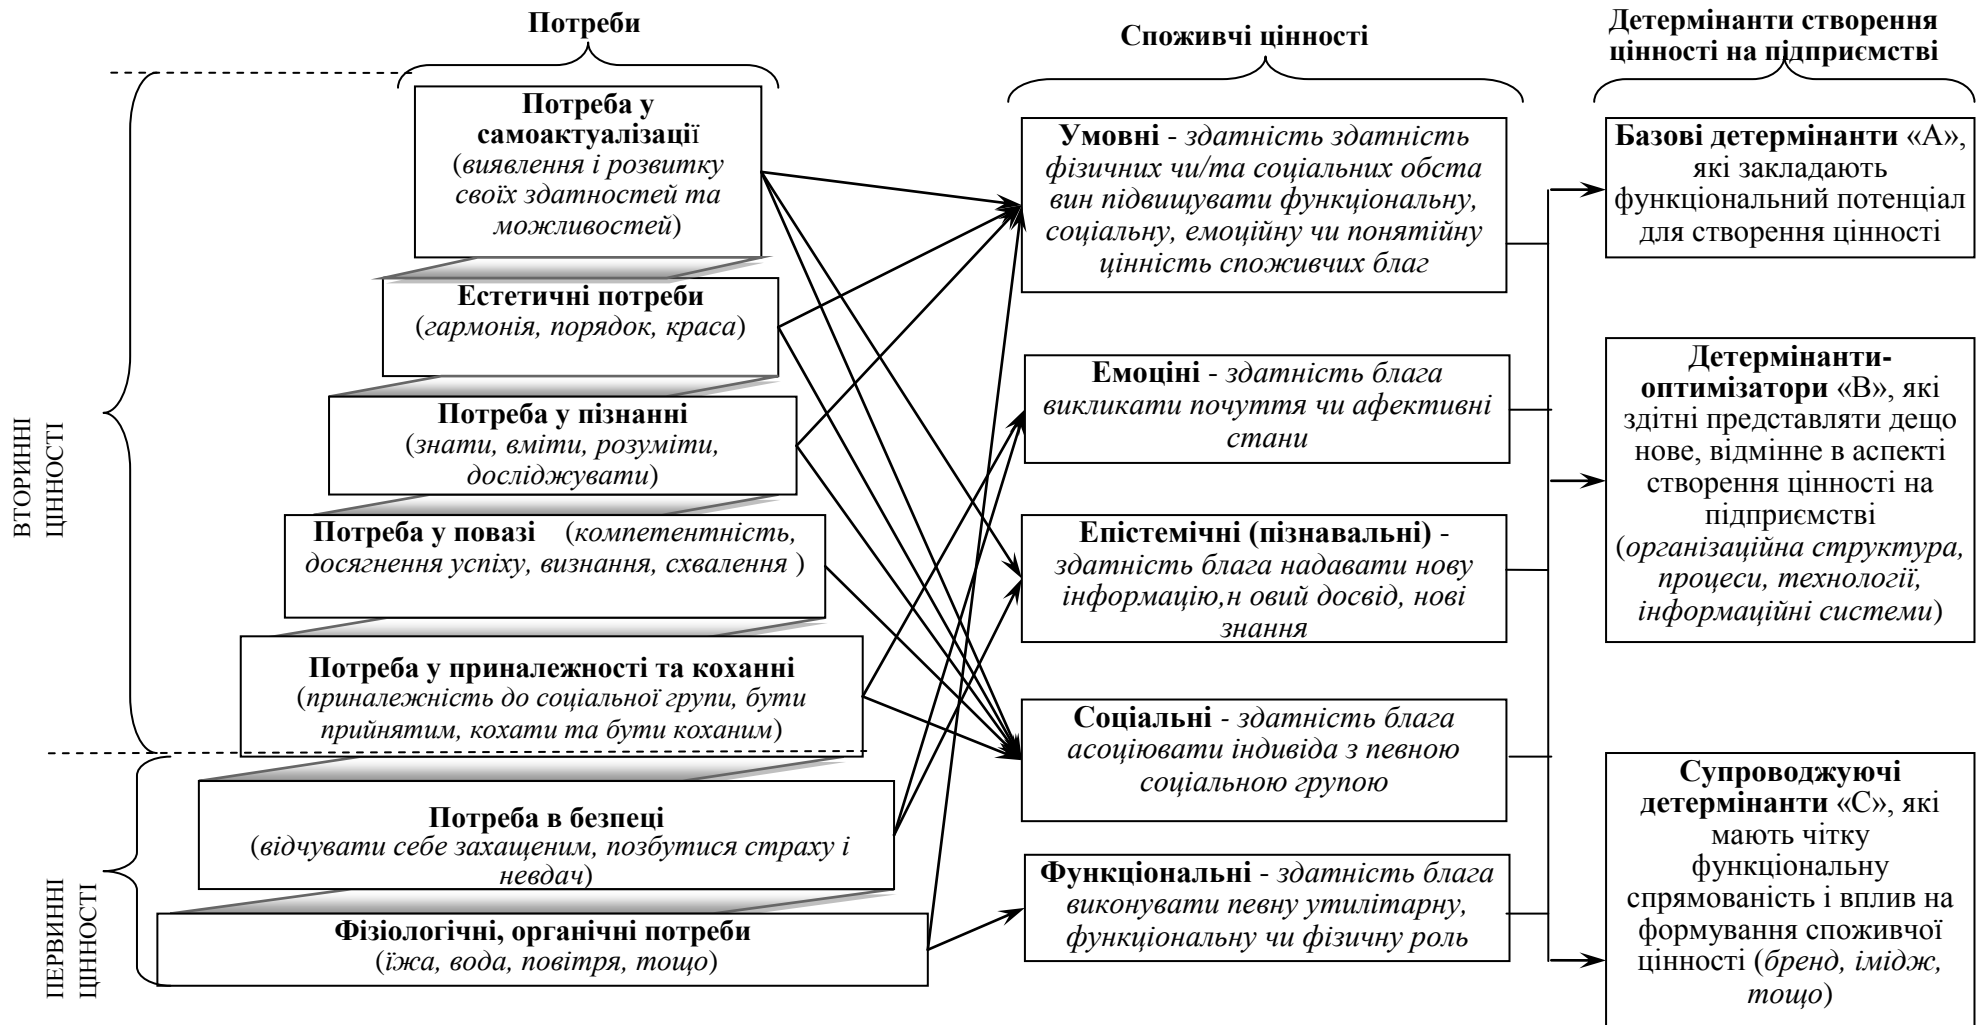 Потреби
Споживчі цінності
Детермінанти створення
цінності на підприємстві
ВТОРИННІ
ЦІННОСТІ
ПЕРВИННІ
ЦІННОСТІ
Потреба у
самоактуалізації
(виявлення і розвитку
своїх здатностей та
можливостей)
Естетичні потреби
(гармонія, порядок, краса)
Потреба у пізнанні
(знати, вміти, розуміти,
досліджувати)
Потреба у повазі (компетентність,
досягнення успіху, визнання, схвалення )
Потреба у приналежності та коханні
(приналежність до соціальної групи, бути
прийнятим, кохати та бути коханим)
Потреба в безпеці
(відчувати себе захащеним, позбутися страху і
невдач)
Фізіологічні, органічні потреби
(їжа, вода, повітря, тощо)
Умовні - здатність здатність
фізичних чи/та соціальних обста
вин підвищувати функціональну,
соціальну, емоційну чи понятійну
цінність споживчих благ
Емоціні - здатність блага
викликати почуття чи афективні
стани
Епістемічні (пізнавальні) -
здатність блага надавати нову
інформацію,н овий досвід, нові
знання
Соціальні - здатність блага
асоціювати індивіда з певною
соціальною групою
Функціональні - здатність блага
виконувати певну утилітарну,
функціональну чи фізичну роль
Базові детермінанти «А»,
які закладають
функціональний потенціал
для створення цінності
Детермінанти-
оптимізатори «В», які
здітні представляти дещо
нове, відмінне в аспекті
створення цінності на
підприємстві
(організаційна структура,
процеси, технології,
інформаційні системи)
Супроводжуючі
детермінанти «С», які
мають чітку
функціональну
спрямованість і вплив на
формування споживчої
цінності (бренд, імідж,
тощо)